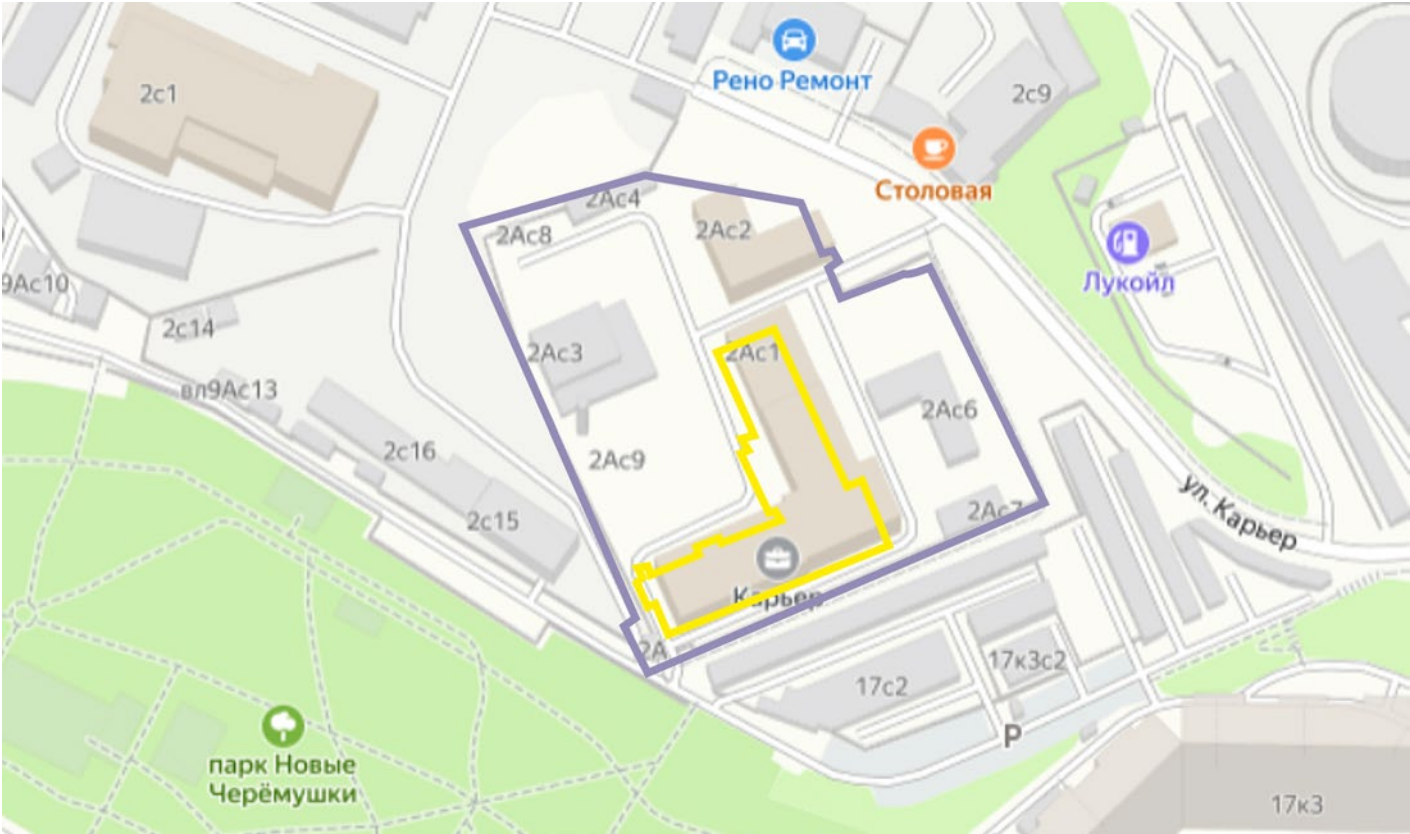 2с1
Рено Ремонт
2с9
Столовая
2Ас4
2Ас8
2Ас2
9Ас10
Лукойл
2с14
2Ас3
2Ас1
вл9Ас13
2Ас6
2с16
2Ас9
2с15
2Ас7
ул. Карьер
Карьер
2А
17с2
17к3с2
P
парк Новые
Черёмушки
17к3